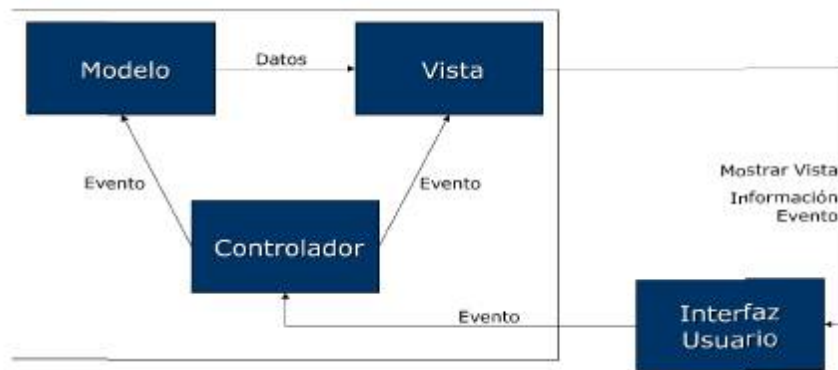 Modelo
Datos
Vista
Evento
Evento
Mostrar Vista
Información
Evento
Controlador
Evento
Interfaz
Usuario